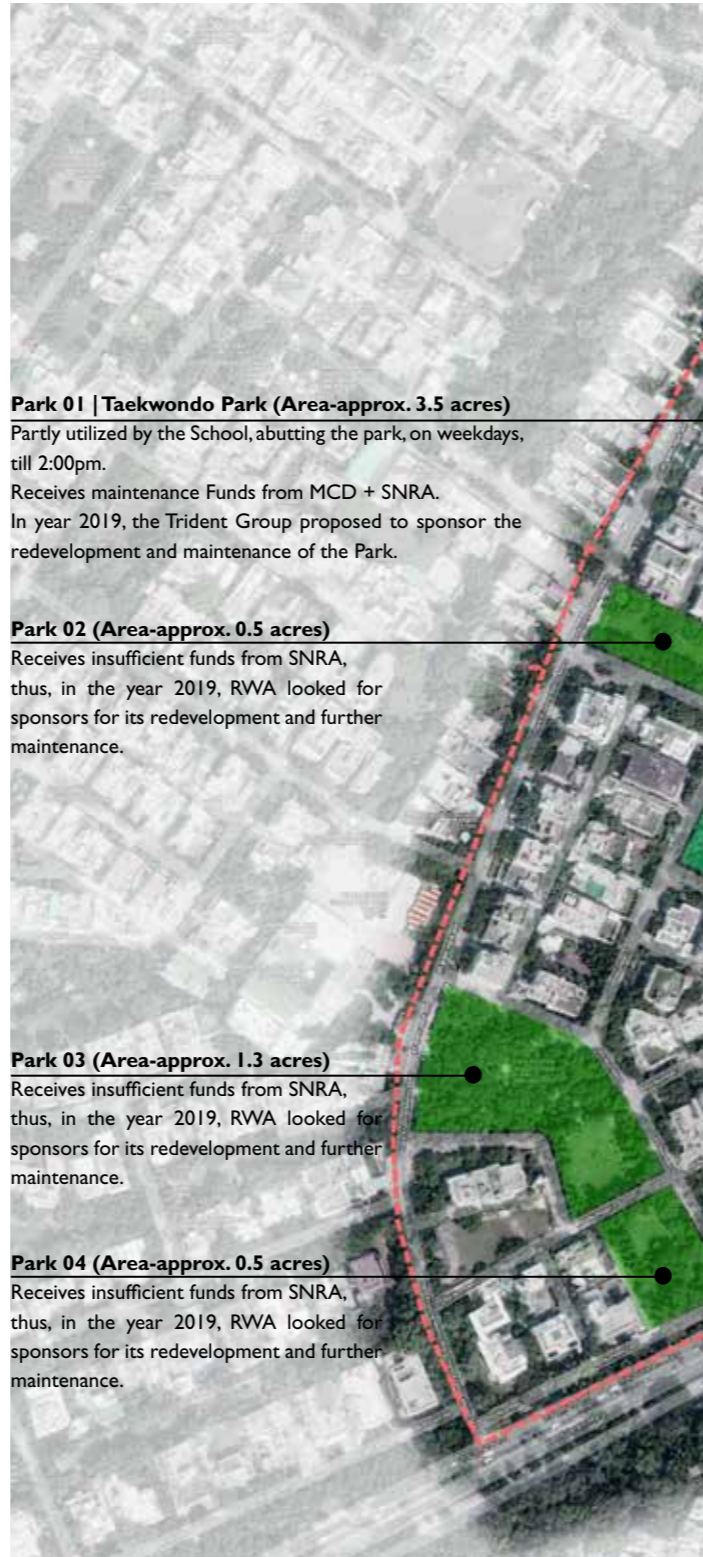 Park 01 | Taekwondo Park (Area-approx. 3.5 acres)
Partly utilized by the School, abutting the park, on weekdays,
till 2:00pm.
Receives maintenance Funds from MCD + SNRA.
In year 2019, the Trident Group proposed to sponsor the
redevelopment and maintenance of the Park.
Park 02 (Area-approx. 0.5 acres)
Receives insufficient funds from SNRA,
thus, in the year 2019, RWA looked for
sponsors for its redevelopment and further
maintenance.
Park 03 (Area-approx. 1.3 acres)
Receives insufficient funds from SNRA,
thus, in the year 2019, RWA looked for
sponsors for its redevelopment and further
maintenance.
Park 04 (Area-approx. 0.5 acres)
Receives insufficient funds from SNRA,
thus, in the year 2019, RWA looked for
sponsors for its redevelopment and further
maintenance.